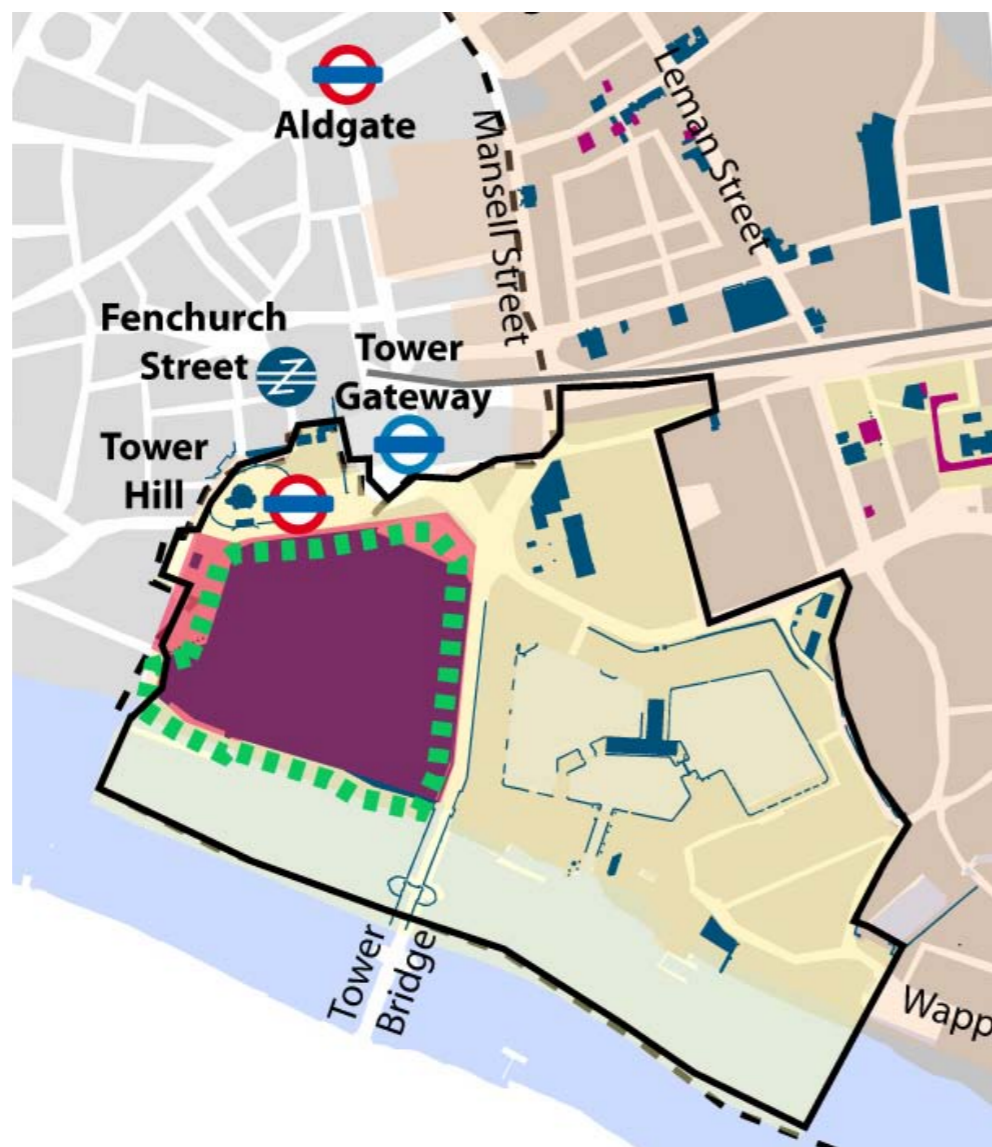 Aldgate
Mansell Street
Leman Street
Fenchurch
Street
Tower
Gateway
Tower
Hill
Tower
Bridge